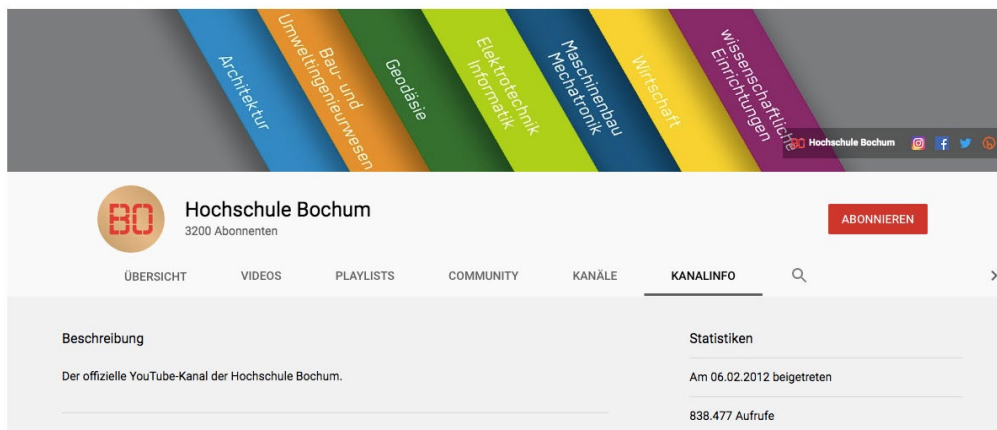 Architektur
Bau- und
Umweltingenieurwesen
Geodäsie
Elektrotechnik
Informatik
Maschinenbau
Mechatronik
Wirtschaft
wissenschaftliche
Einrichtungen
BO Hochschule Bochum
BO
Hochschule Bochum
3200 Abonnenten
ABONNIEREN
ÜBERSICHT VIDEOS PLAYLISTS COMMUNITY KANÄLE KANALINFO
Beschreibung
Der offizielle YouTube-Kanal der Hochschule Bochum.
Statistiken
Am 06.02.2012 beigetreten
838.477 Aufrufe